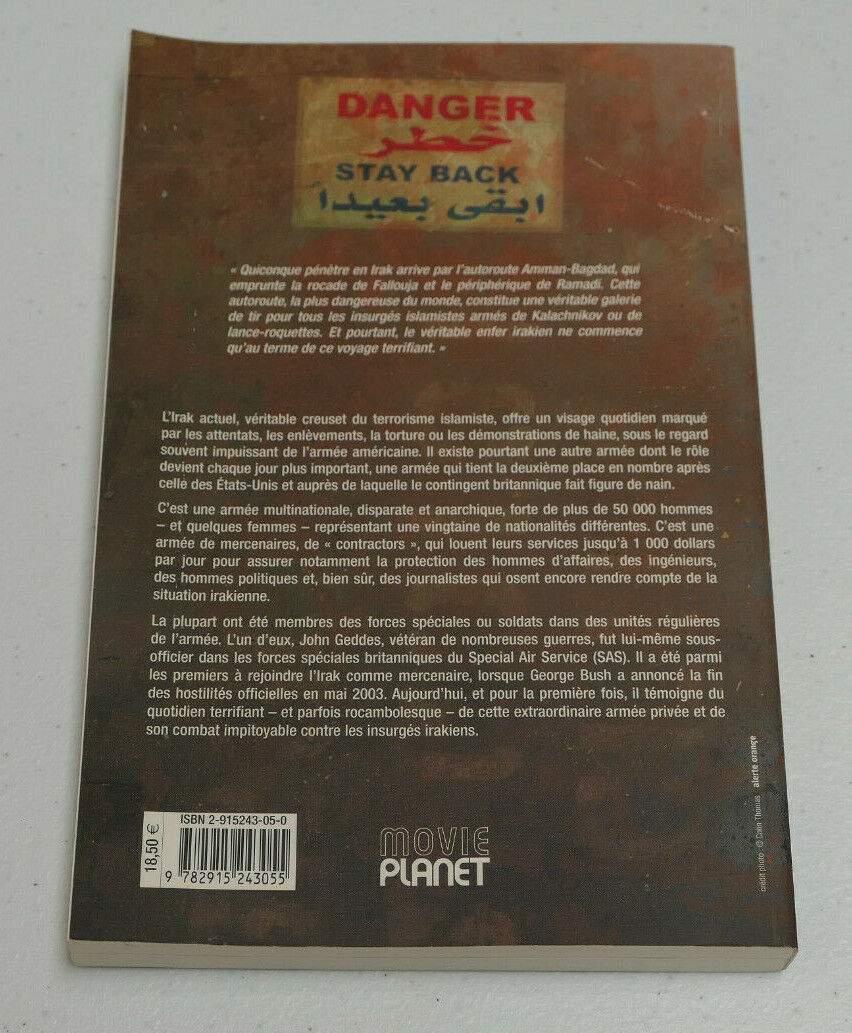 DANGER
خطر
STAY BACK
ابقى بعيداً
« Quiconque pénètre en Irak arrive par l'autoroute Amman-Bagdad, qui
emprunte la rocade de Fallouja et le périphérique de Ramadi. Cette
autoroute, la plus dangereuse du monde, constitue une véritable galerie
de tir pour tous les insurgés islamistes armés de Kalachnikov ou de
lance-roquettes. Et pourtant, le véritable enfer irakien ne commence
qu'au terme de ce voyage terrifiant. »
L'Irak actuel, véritable creuset du terrorisme islamiste, offre un visage quotidien marqué
par les attentats, les enlèvements, la torture ou les démonstrations de haine, sous le regard
souvent impuissant de l'armée américaine. Il existe pourtant une autre armée dont le rôle
devient chaque jour plus important, une armée qui tient la deuxième place en nombre après
celle des États-Unis et auprès de laquelle le contingent britannique fait figure de nain.
C'est une armée multinationale, disparate et anarchique, forte de plus de 50 000 hommes
– et quelques femmes – représentant une vingtaine de nationalités différentes. C'est une
armée de mercenaires, de « contractors », qui louent leurs services jusqu'à 1 000 dollars
par jour pour assurer notamment la protection des hommes d'affaires, des ingénieurs,
des hommes politiques et, bien sûr, des journalistes qui osent encore rendre compte de la
situation irakienne.
La plupart ont été membres des forces spéciales ou soldats dans des unités régulières
de l'armée. L'un d'eux, John Geddes, vétéran de nombreuses guerres, fut lui-même sous-
officier dans les forces spéciales britanniques du Special Air Service (SAS). Il a été parmi
les premiers à rejoindre l'Irak comme mercenaire, lorsque George Bush a annoncé la fin
des hostilités officielles en mai 2003. Aujourd'hui, et pour la première fois, il témoigne du
quotidien terrifiant – et parfois rocambolesque – de cette extraordinaire armée privée et de
son combat impitoyable contre les insurgés irakiens.
ISBN 2-915243-05-0
18,50 €
9 782915 243055
MOVIE
PLANET
crédit photo · © Thomas alerte orange